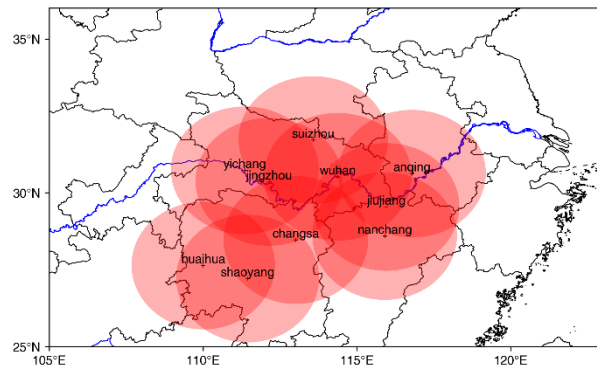 35°N
suizhou
yichang
jingzhou
wuhan
anqing
30°N
jiujiang
changsa
nanchang
huaihua
shaoyang
25°N
105°E
110°E
115°E
120°E